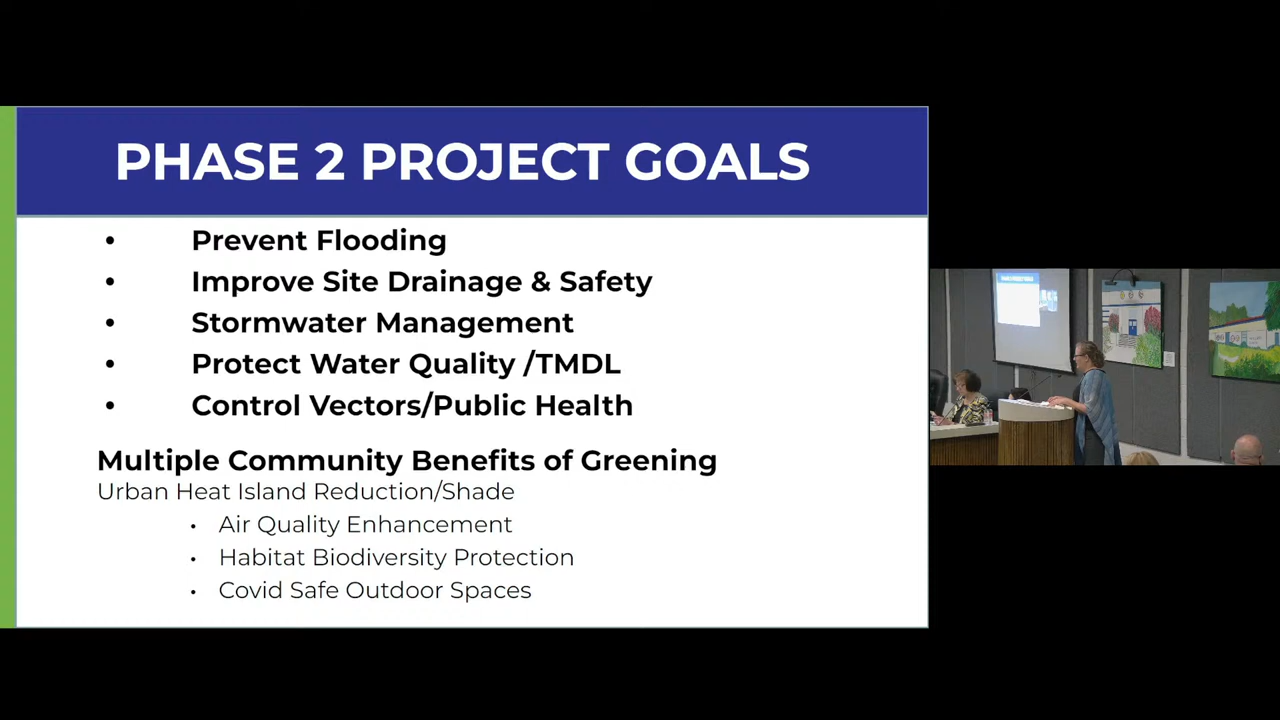 PHASE 2 PROJECT GOALS
• Prevent Flooding
• Improve Site Drainage & Safety
• Stormwater Management
• Protect Water Quality /TMDL
• Control Vectors/Public Health
Multiple Community Benefits of Greening
Urban Heat Island Reduction/Shade
• Air Quality Enhancement
• Habitat Biodiversity Protection
• Covid Safe Outdoor Spaces